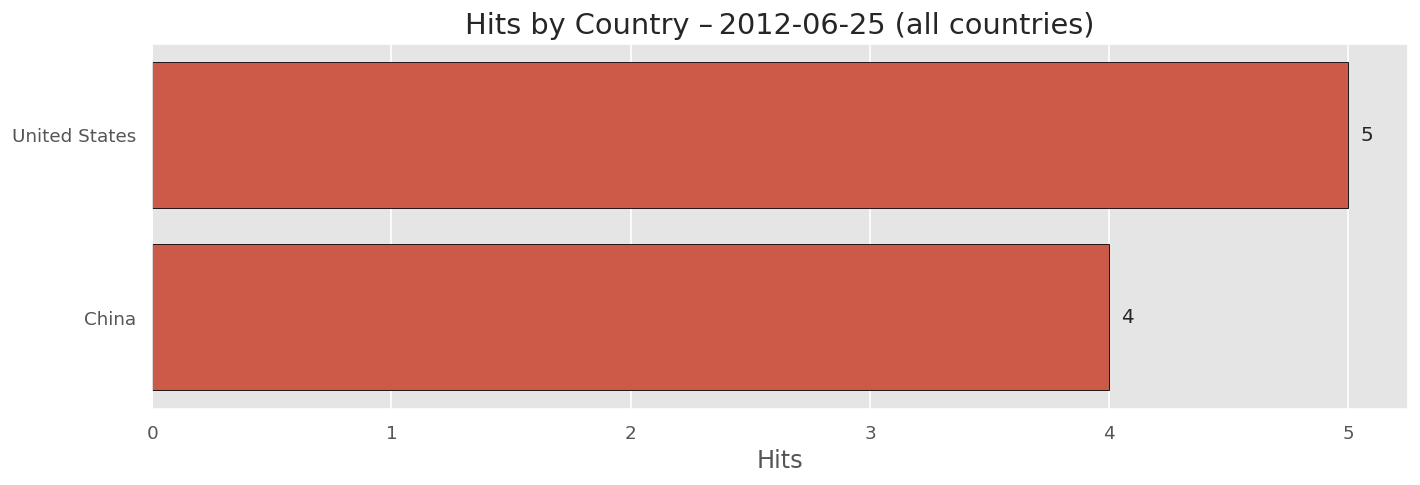 Hits by Country – 2012-06-25 (all countries)
United States
5
China
4
0 1 2 3 4 5
Hits